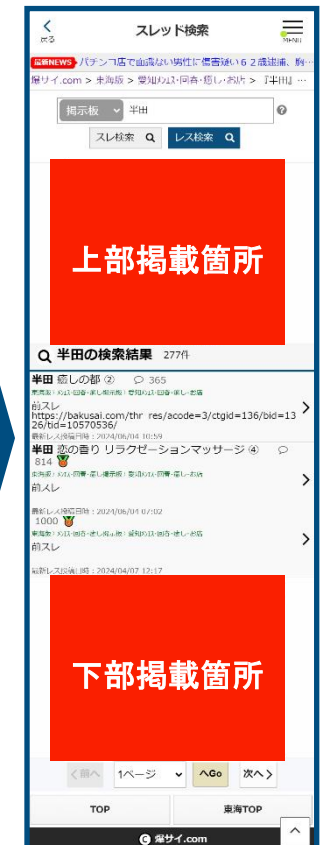 戻る
スレッド検索
MENU
最新NEWS パチンコ店で面識ない男性に傷害疑い６２歳逮捕、胸…
爆サイ.com > 東海版 > 愛知ﾒﾝｴｽ・回春・癒し・お店 > 『半田』…
掲示板 半田
スレ検索 レス検索
上部掲載箇所
半田の検索結果 277件
半田 癒しの都 ② 365
前スレ
https://bakusai.com/thr_res/acode=3/ctgid=136/bid=13
26/tid=10570536/
最新レス投稿日時：2024/06/04 10:59
半田 恋の香り リラクゼーションマッサージ ④
814
前スレ
最新レス投稿日時：2024/06/04 07:02
1000
前スレ
最新レス投稿日時：2024/04/07 12:17
下部掲載箇所
<前へ 1ページ へGo 次へ>
TOP 東海TOP
爆サイ.com